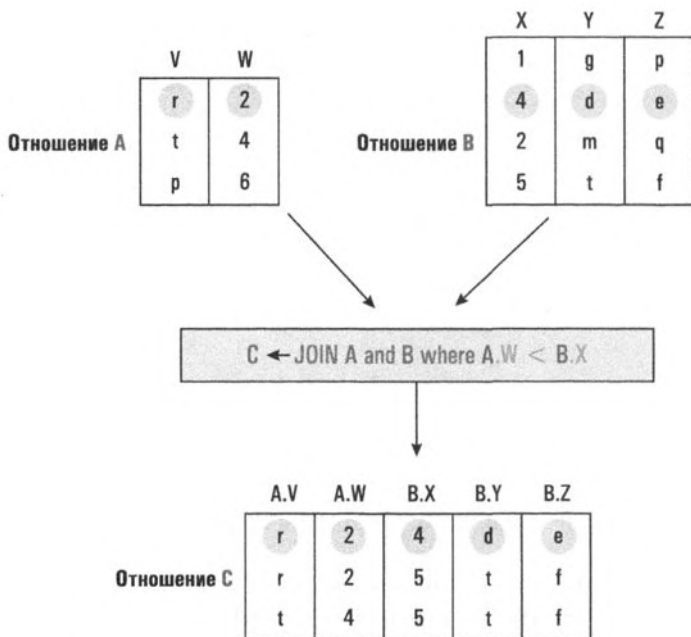 V W
r 2
Отношение A t 4
p 6
X Y Z
1 g p
4 d e
Отношение B 2 m q
5 t f
C ← JOIN A and B where A.W < B.X
A.V A.W B.X B.Y B.Z
r 2 4 d e
Отношение C r 2 5 t f
t 4 5 t f